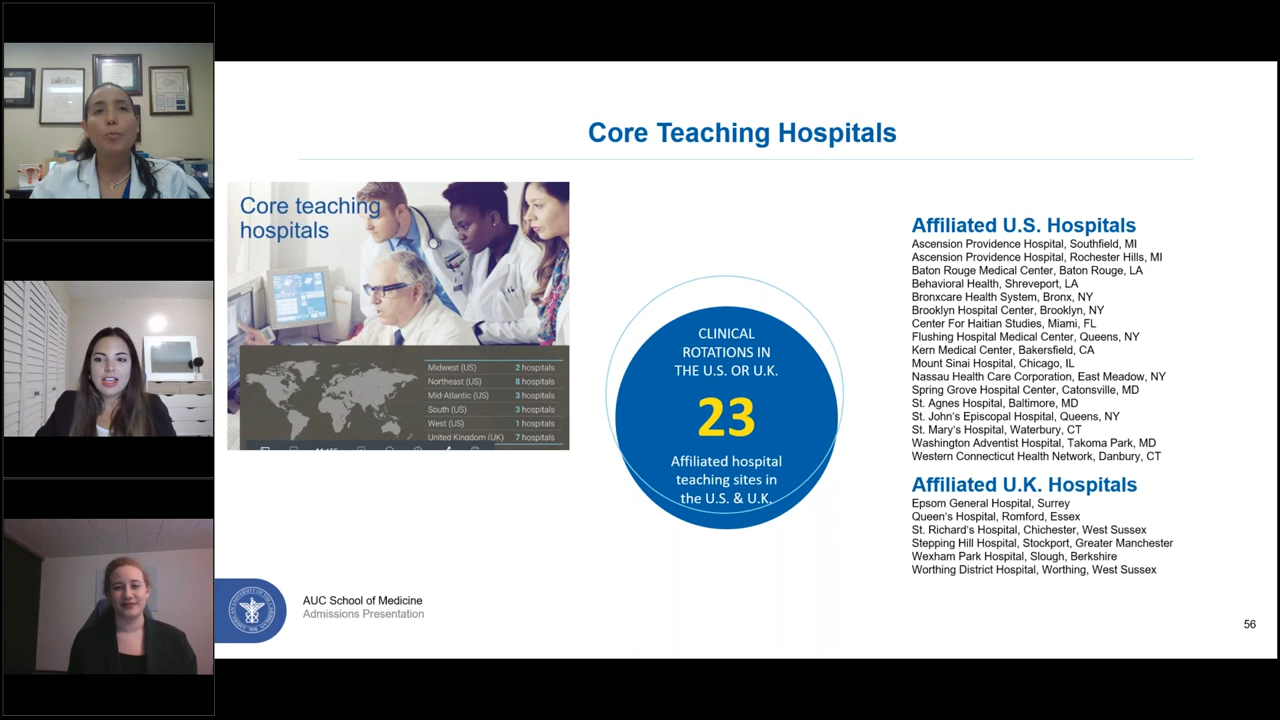 Core Teaching Hospitals
Core teaching
hospitals
Midwest (US) 2 hospitals
Northeast (US) 8 hospitals
Mid-Atlantic (US) 3 hospitals
South (US) 3 hospitals
West (US) 1 hospitals
United Kingdom (UK) 7 hospitals
CLINICAL
ROTATIONS IN
THE U.S. OR U.K.
23
Affiliated hospital
teaching sites in
the U.S. & U.K.
Affiliated U.S. Hospitals
Ascension Providence Hospital, Southfield, MI
Ascension Providence Hospital, Rochester Hills, MI
Baton Rouge Medical Center, Baton Rouge, LA
Behavioral Health, Shreveport, LA
Bronxcare Health System, Bronx, NY
Brooklyn Hospital Center, Brooklyn, NY
Center For Haitian Studies, Miami, FL
Flushing Hospital Medical Center, Queens, NY
Kern Medical Center, Bakersfield, CA
Mount Sinai Hospital, Chicago, IL
Nassau Health Care Corporation, East Meadow, NY
Spring Grove Hospital Center, Catonsville, MD
St. Agnes Hospital, Baltimore, MD
St. John's Episcopal Hospital, Queens, NY
St. Mary's Hospital, Waterbury, CT
Washington Adventist Hospital, Takoma Park, MD
Western Connecticut Health Network, Danbury, CT
Affiliated U.K. Hospitals
Epsom General Hospital, Surrey
Queen's Hospital, Romford, Essex
St. Richard's Hospital, Chichester, West Sussex
Stepping Hill Hospital, Stockport, Greater Manchester
Wexham Park Hospital, Slough, Berkshire
Worthing District Hospital, Worthing, West Sussex
AUC School of Medicine
Admissions Presentation
56